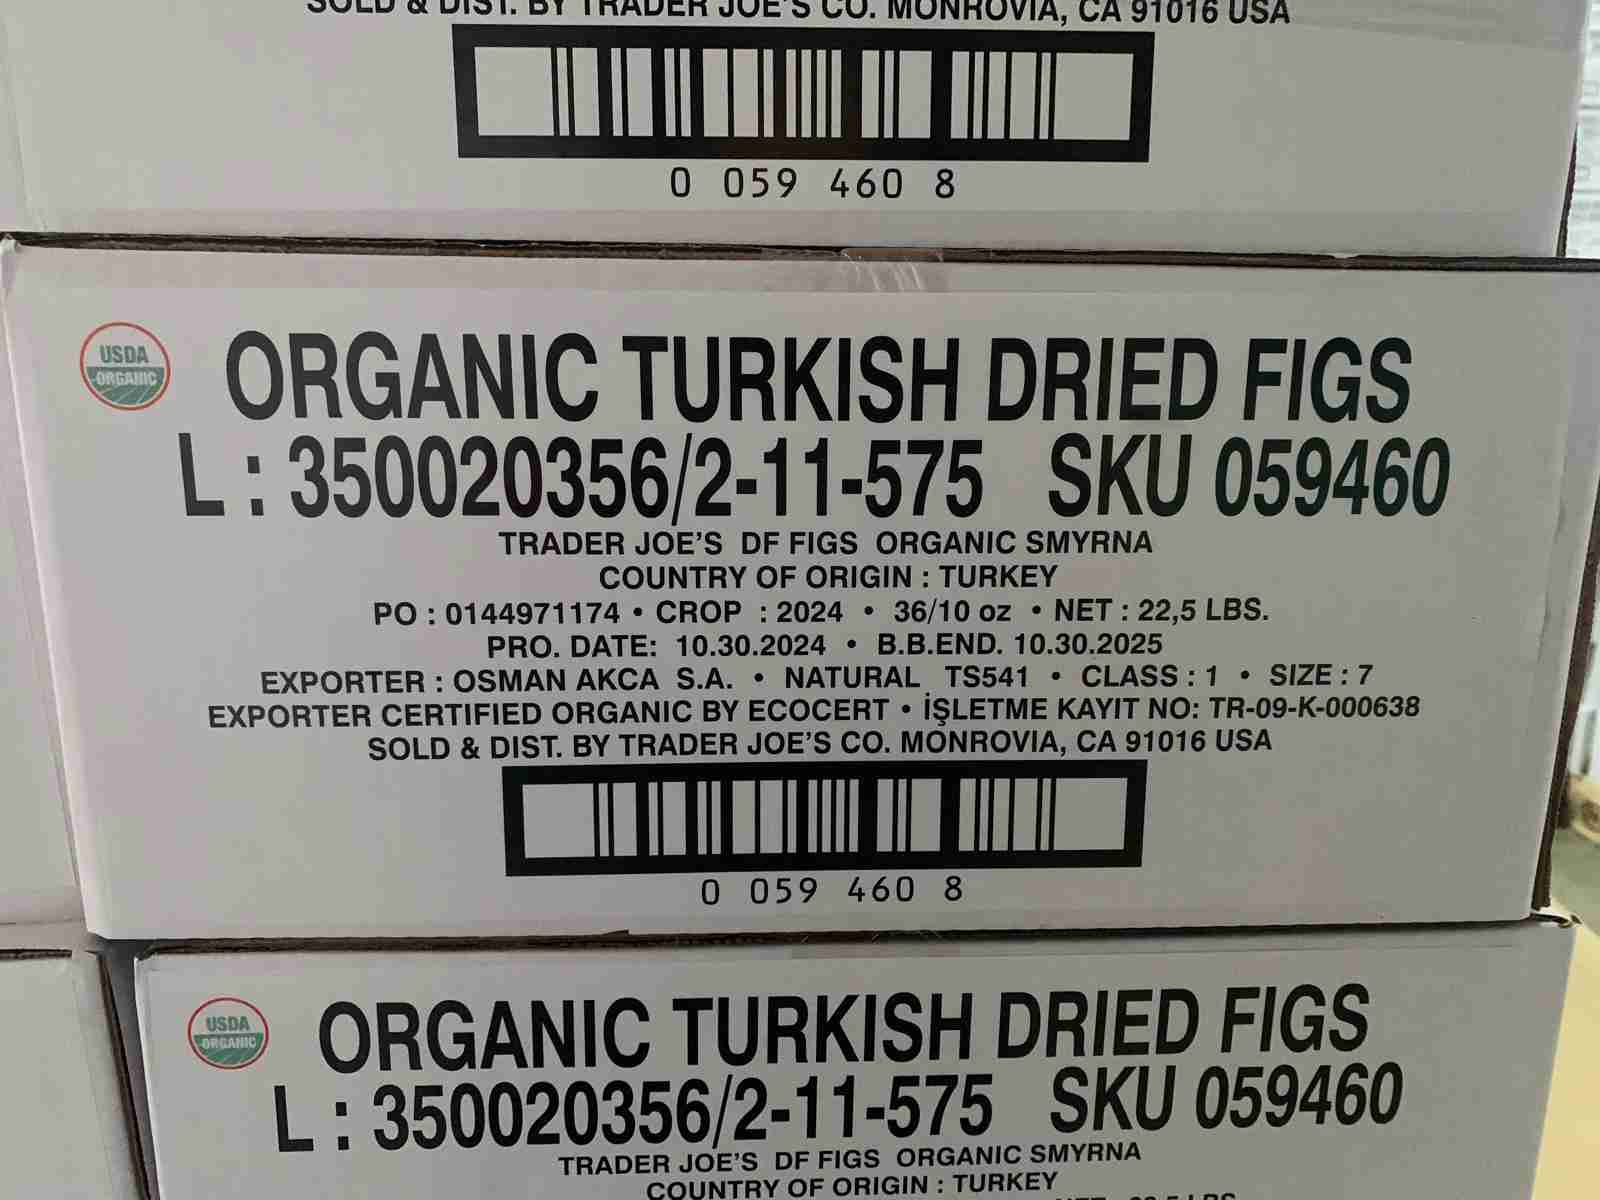 SOLD & DIST. BY TRADER JOE'S CO. MONROVIA, CA 91016 USA
0 059 460 8
USDA
ORGANIC
ORGANIC TURKISH DRIED FIGS
L : 350020356/2-11-575 SKU 059460
TRADER JOE'S DF FIGS ORGANIC SMYRNA
COUNTRY OF ORIGIN : TURKEY
PO : 0144971174 • CROP : 2024 • 36/10 oz • NET : 22,5 LBS.
PRO. DATE: 10.30.2024 • B.B.END. 10.30.2025
EXPORTER : OSMAN AKCA S.A. • NATURAL TS541 • CLASS : 1 • SIZE : 7
EXPORTER CERTIFIED ORGANIC BY ECOCERT • İŞLETME KAYIT NO: TR-09-K-000638
SOLD & DIST. BY TRADER JOE'S CO. MONROVIA, CA 91016 USA
0 059 460 8
USDA
ORGANIC
ORGANIC TURKISH DRIED FIGS
L : 350020356/2-11-575 SKU 059460
TRADER JOE'S DF FIGS ORGANIC SMYRNA
COUNTRY OF ORIGIN : TURKEY